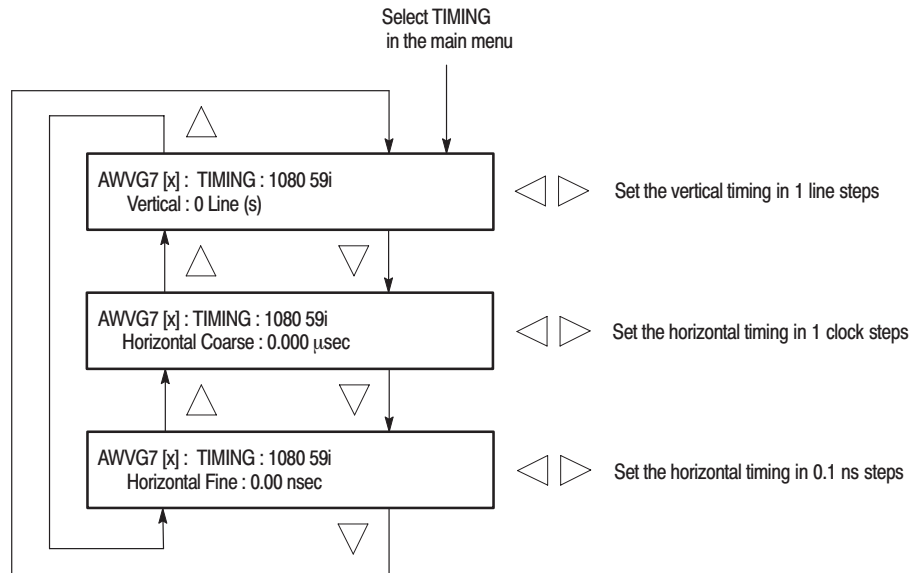 Select TIMING
in the main menu
AWVG7 [x] : TIMING : 1080 59i
Vertical : 0 Line (s)
Set the vertical timing in 1 line steps
AWVG7 [x] : TIMING : 1080 59i
Horizontal Coarse : 0.000 μsec
Set the horizontal timing in 1 clock steps
AWVG7 [x] : TIMING : 1080 59i
Horizontal Fine : 0.00 nsec
Set the horizontal timing in 0.1 ns steps